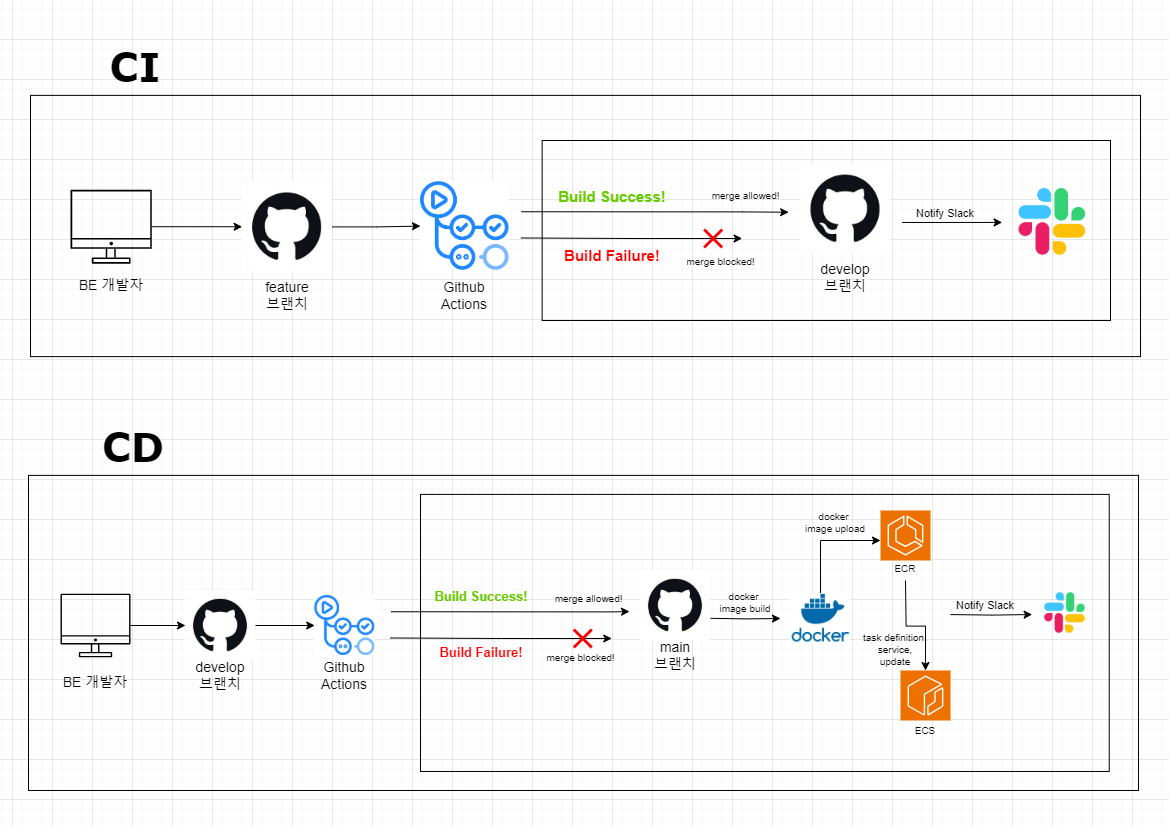 CI
BE 개발자
feature
브랜치
Github
Actions
Build Success!
merge allowed!
Build Failure!
merge blocked!
develop
브랜치
Notify Slack
CD
BE 개발자
develop
브랜치
Github
Actions
Build Success!
merge allowed!
Build Failure!
merge blocked!
main
브랜치
docker
image build
docker
docker
image upload
ECR
task definition
service,
update
ECS
Notify Slack